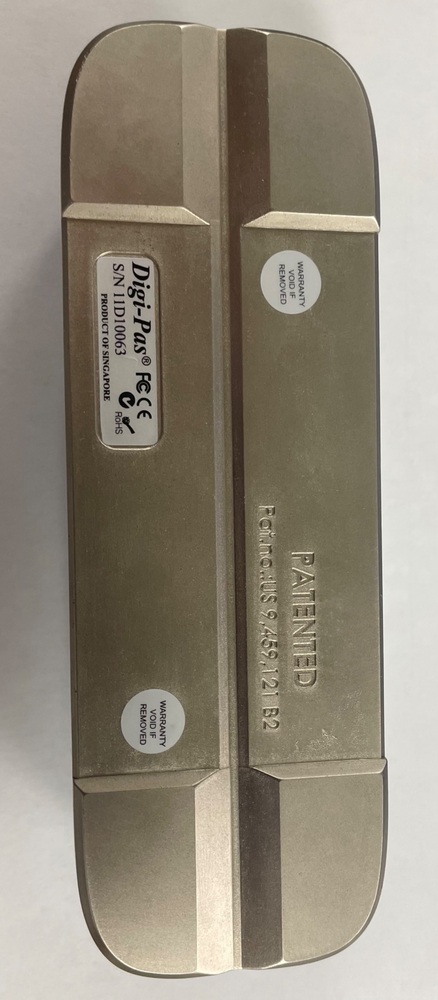 Digi-Pas® FC CE
S/N 11D10063
PRODUCT OF SINGAPORE
RoHS
WARRANTY
VOID IF
REMOVED
PATENTED
Pat.no.:US 9,459,121 B2
WARRANTY
VOID IF
REMOVED